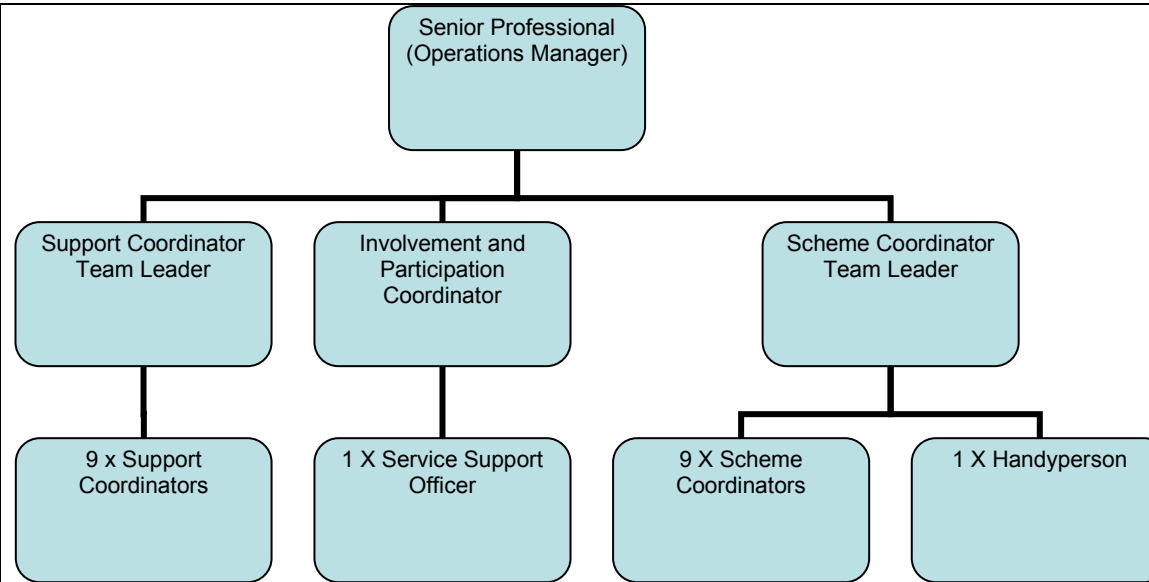 Senior Professional
(Operations Manager)
Support Coordinator
Team Leader
Involvement and
Participation
Coordinator
Scheme Coordinator
Team Leader
9 x Support
Coordinators
1 X Service Support
Officer
9 X Scheme
Coordinators
1 X Handyperson